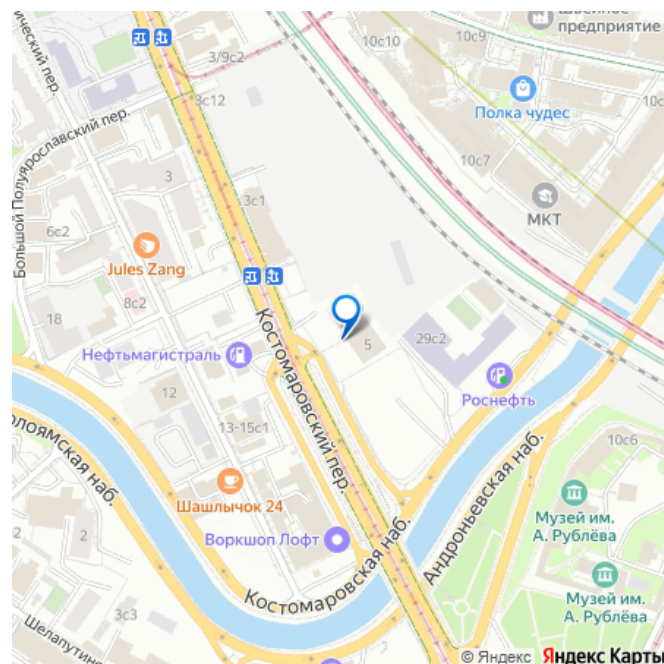 Швейное
предприятие
10с10
10с9
10с6
3/9с2
3с12
Полка чудес
Большой Полуярославский пер.
10с7
3
МКТ
3с1
6с2
Jules Zang
8с2
18
Нефтьмагистраль
Костомаровский пер.
5
29с2
Роснефть
12
13-15с1
Андроньевская наб.
10с6
Шашлычок 24
Музей им.
А. Рублёва
2
2
Воркшоп Лофт
Костомаровская наб.
Музей им.
А. Рублёва
3с3
© Яндекс Яндекс Карты